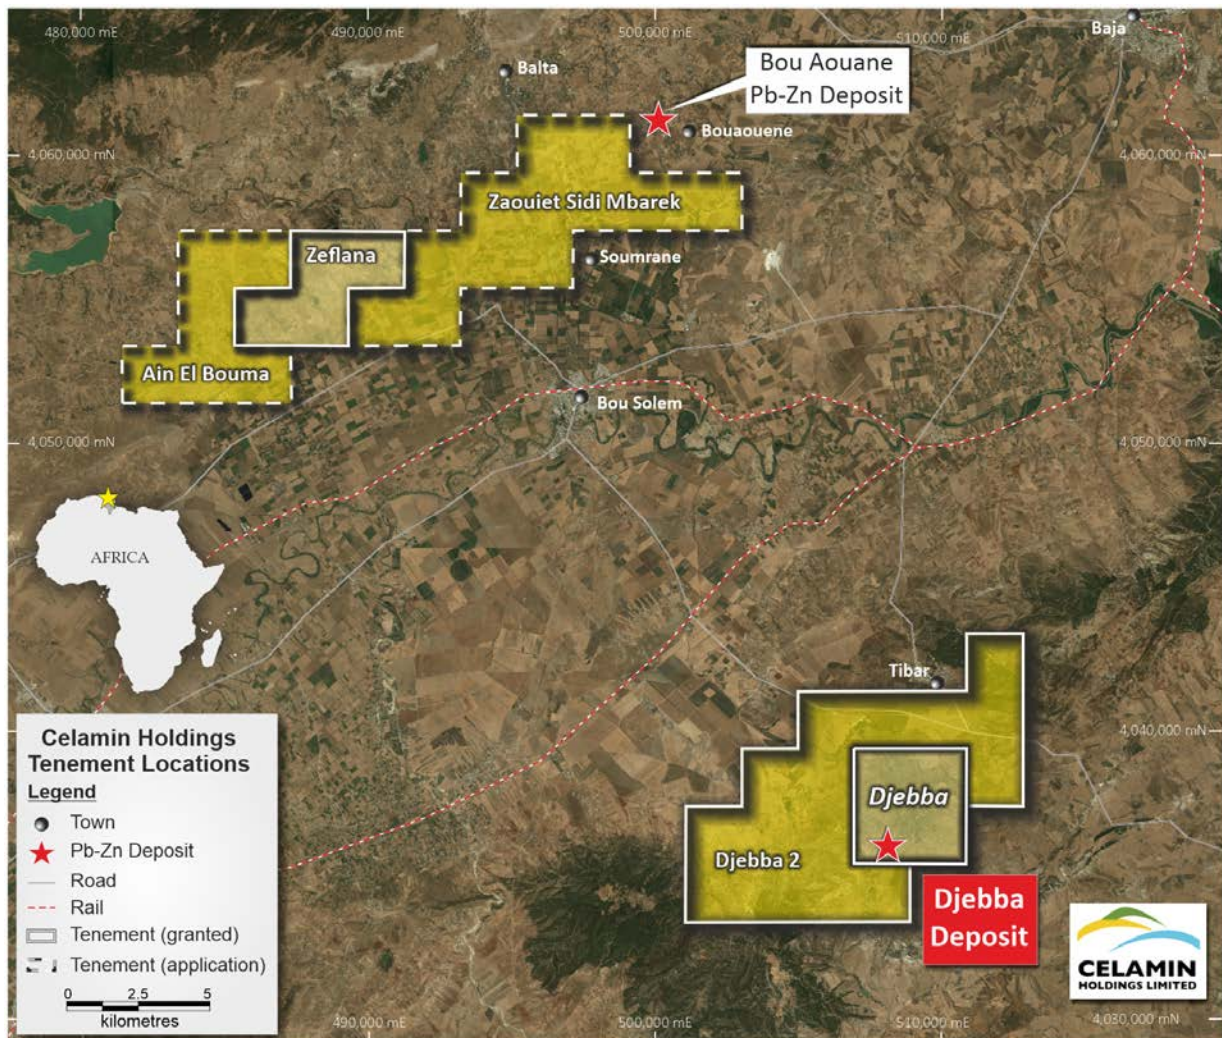 480,000 mE
490,000 mE
500,000 mE
510,000 mE
Baja
Balta
Bou Aouane
Pb-Zn Deposit
Bouaouene
4,060,000 mN
4,060,000 mN
Zaouiet Sidi Mbarek
Zeflana
Soumrane
Ain El Bouma
Bou Solem
4,050,000 mN
4,050,000 mN
AFRICA
Tibar
4,040,000 mN
Djebba
Djebba 2
Djebba
Deposit
Celamin Holdings
Tenement Locations
Legend
Town
Pb-Zn Deposit
Road
Rail
Tenement (granted)
Tenement (application)
0 2.5 5
kilometres
CELAMIN
HOLDINGS LIMITED
490,000 mE
500,000 mE
510,000 mE
4,030,000 mN